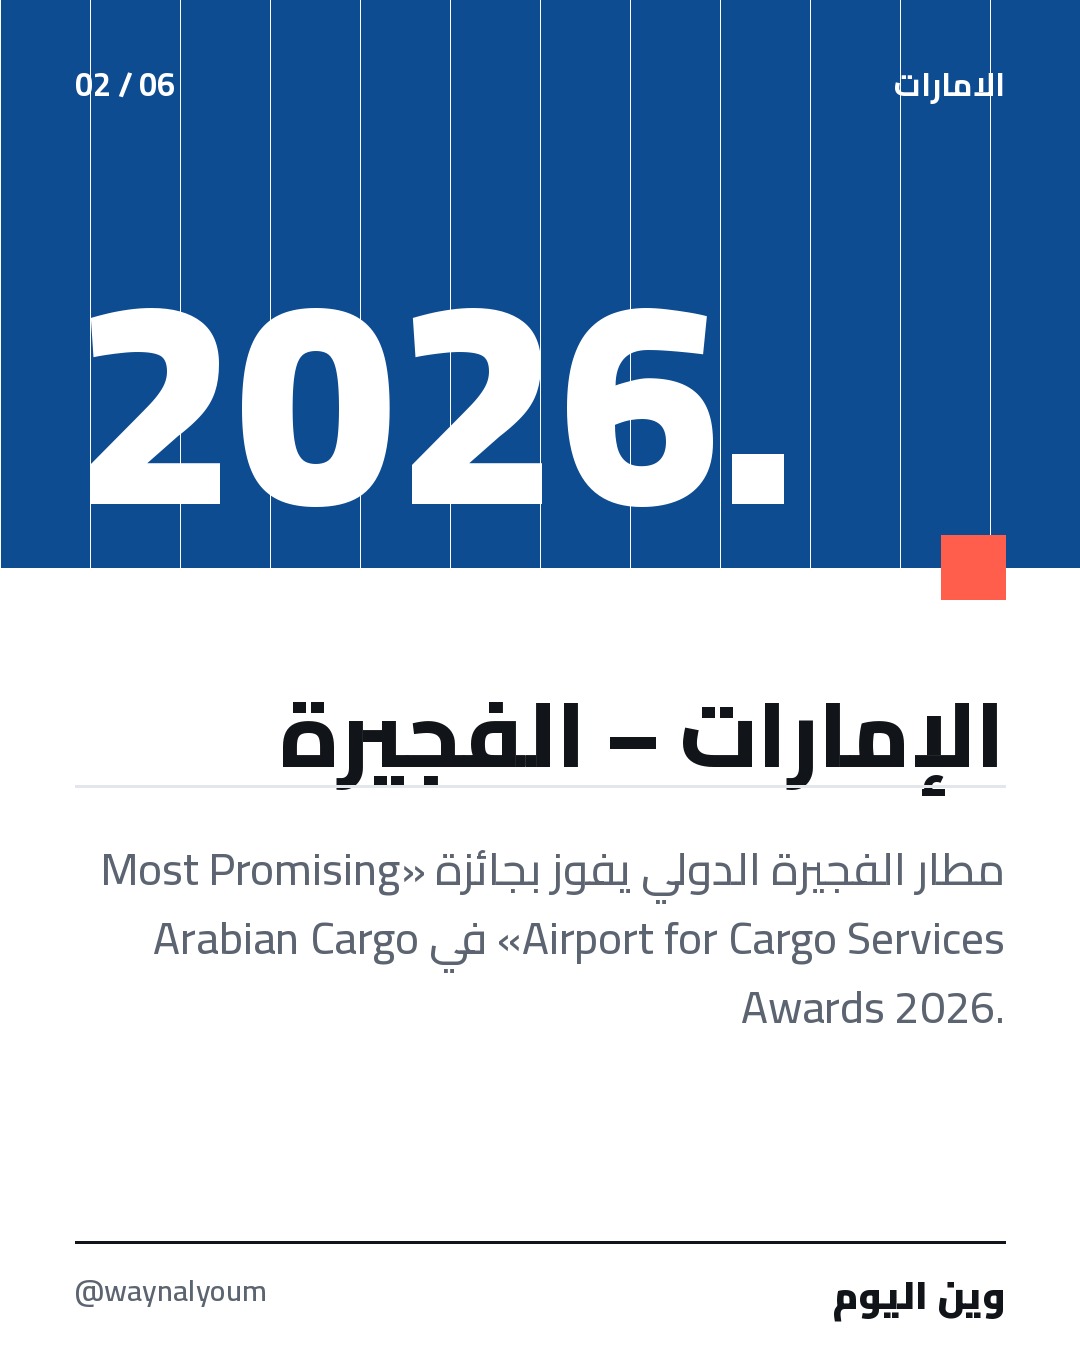 الامارات
02 / 06
2026.
الإمارات – الفجيرة
مطار الفجيرة الدولي يفوز بجائزة «Most Promising
Airport for Cargo Services» في Arabian Cargo
Awards 2026.
وين اليوم
@waynalyoum